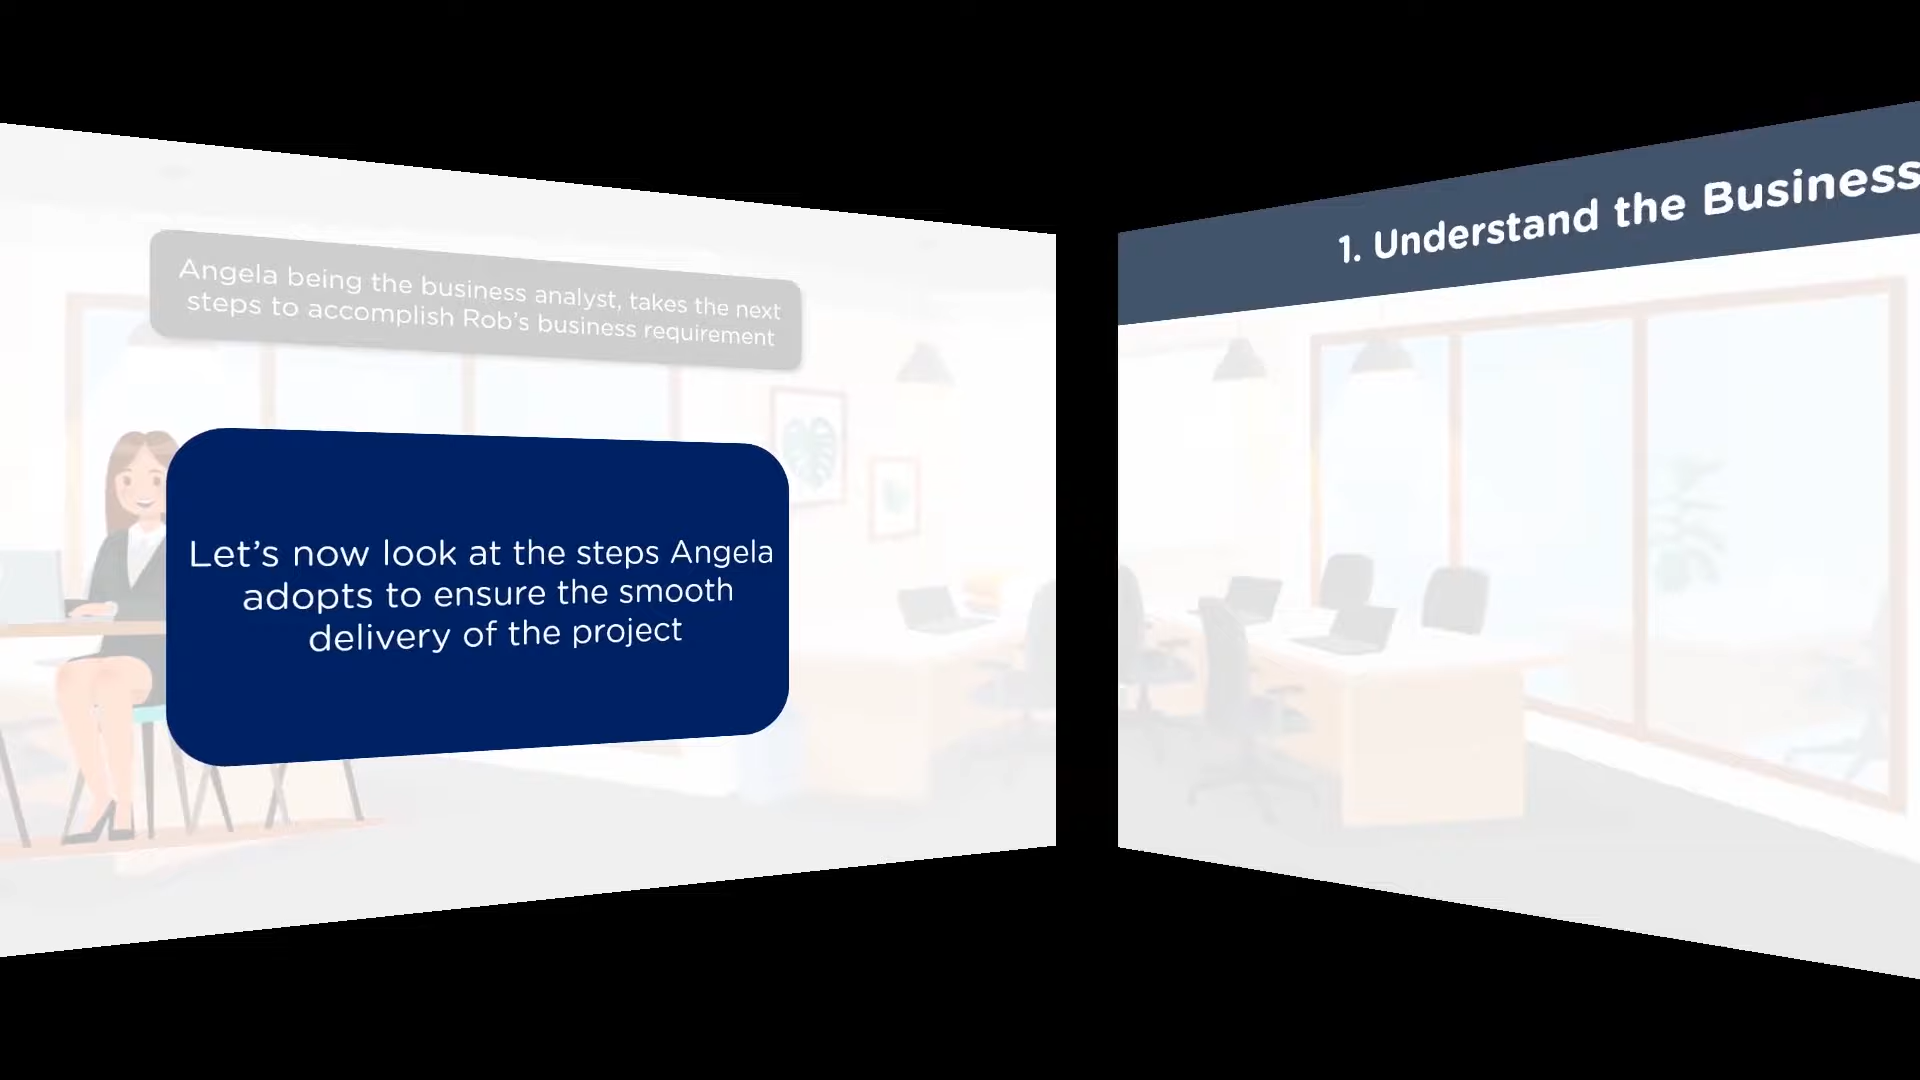 Angela being the business analyst, takes the next
steps to accomplish Rob's business requirement
Let's now look at the steps Angela
adopts to ensure the smooth
delivery of the project
1. Understand the Business